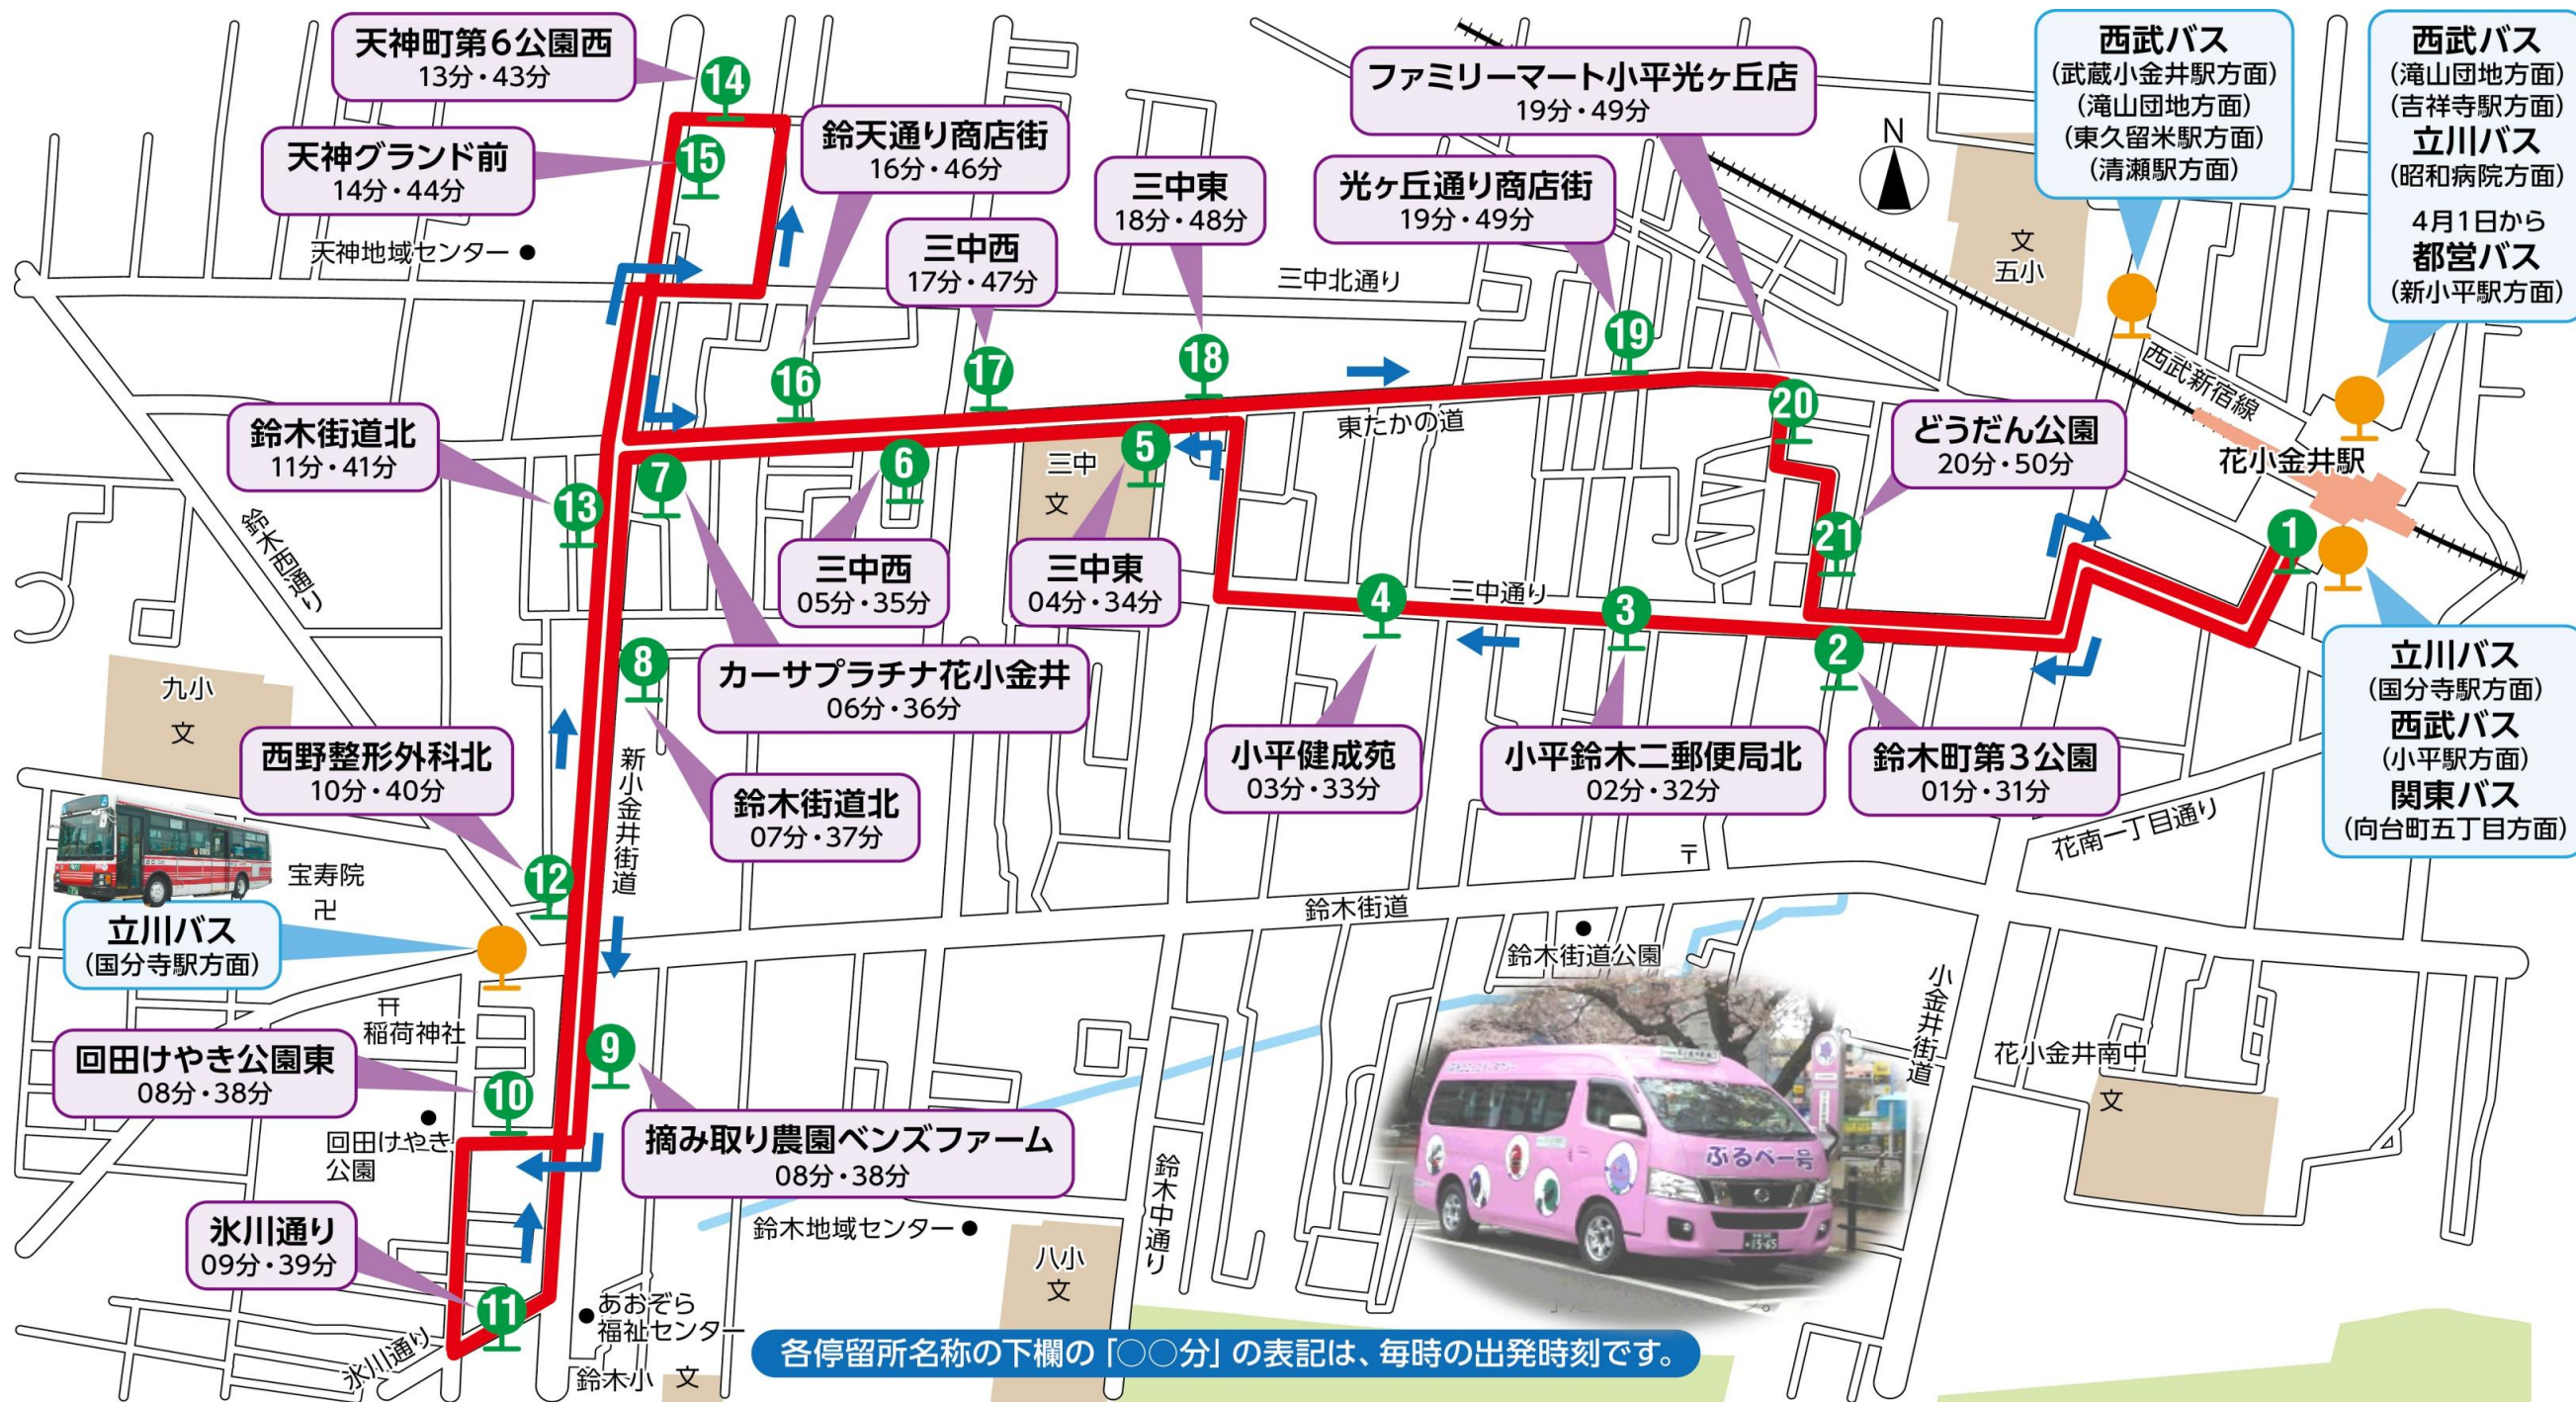 天神町第6公園西
13分・43分
14
天神グランド前
14分・44分
15
鈴天通り商店街
16分・46分
16
三中西
17分・47分
17
三中東
18分・48分
18
ファミリーマート小平光ヶ丘店
19分・49分
光ヶ丘通り商店街
19分・49分
19
20
N
西武バス
(武蔵小金井駅方面)
(滝山団地方面)
(東久留米駅方面)
(清瀬駅方面)
西武バス
(滝山団地方面)
(吉祥寺駅方面)
立川バス
(昭和病院方面)
4月1日から
都営バス
(新小平駅方面)
文
五小
天神地域センター
三中北通り
西武新宿線
花小金井駅
東たかの道
どうだん公園
20分・50分
21
1
鈴木街道北
11分・41分
13
鈴木西通り
7
6
三中
文
5
三中西
05分・35分
三中東
04分・34分
4
三中通り
3
2
8
カーサプラチナ花小金井
06分・36分
九小
文
西野整形外科北
10分・40分
12
新小金井街道
鈴木街道北
07分・37分
小平健成苑
03分・33分
小平鈴木二郵便局北
02分・32分
鈴木町第3公園
01分・31分
立川バス
(国分寺駅方面)
西武バス
(小平駅方面)
関東バス
(向台町五丁目方面)
花南一丁目通り
〒
宝寿院
卍
立川バス
(国分寺駅方面)
鈴木街道
鈴木街道公園
小金井街道
稲荷神社
回田けやき公園東
08分・38分
10
9
回田けやき
公園
摘み取り農園ベンズファーム
08分・38分
花小金井南中
文
ぶるべー号
・・15-65
氷川通り
09分・39分
11
鈴木地域センター
鈴木中通り
八小
文
あおぞら
福祉センター
氷川通り
鈴木小 文
各停留所名称の下欄の「○○分」の表記は、毎時の出発時刻です。